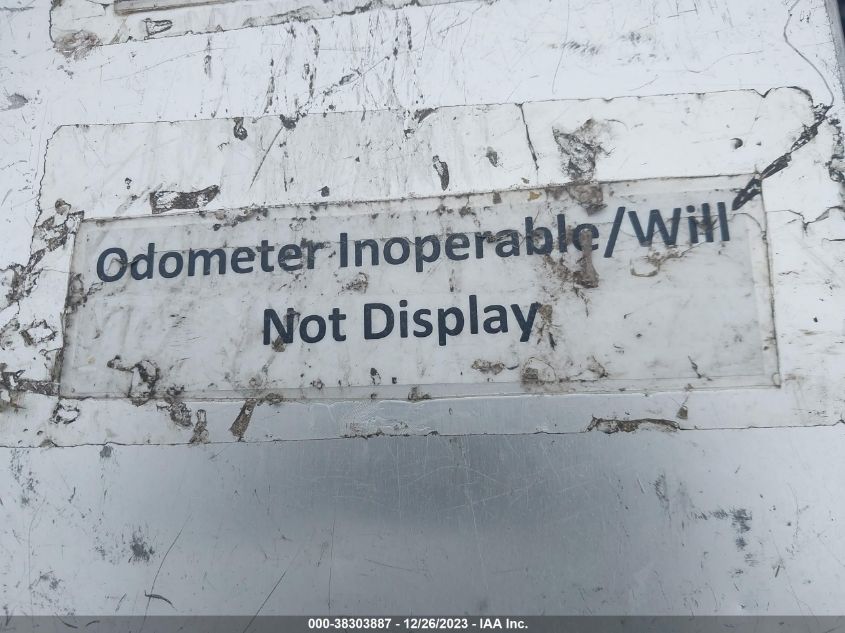 Odometer Inoperable/Will
Not Display
000-38303887 - 12/26/2023 - IAA Inc.